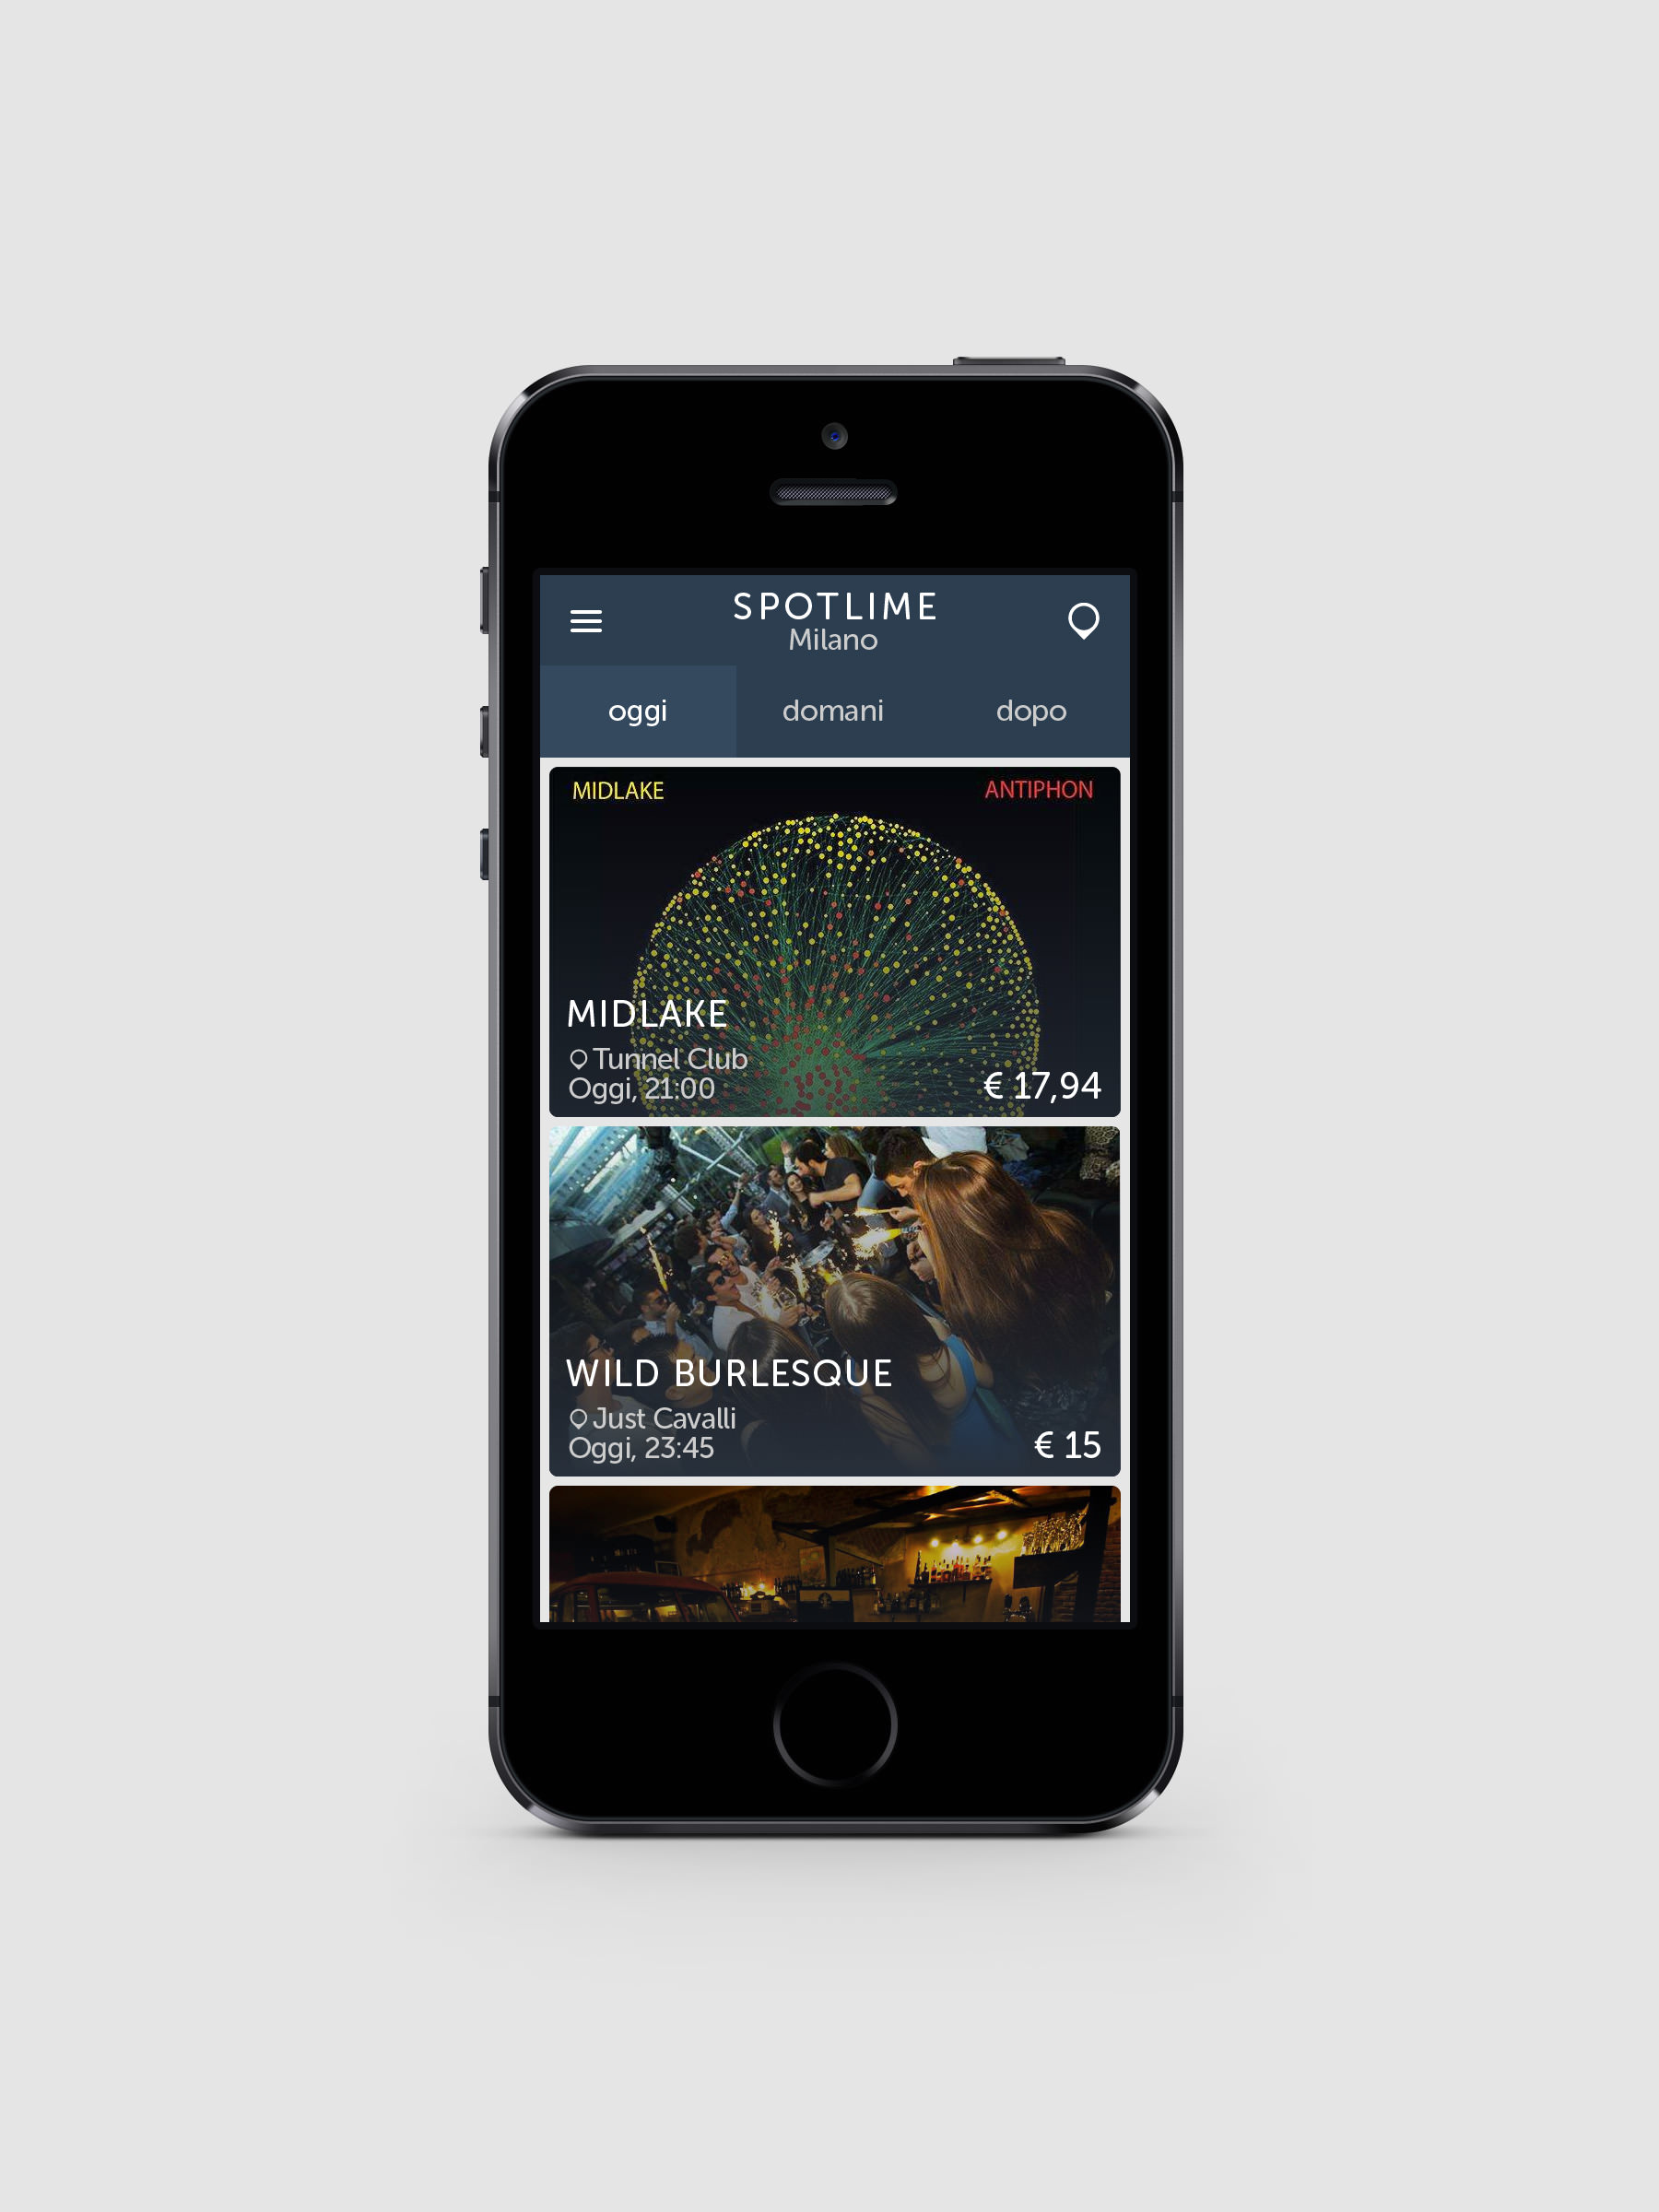 SPOTLIME
Milano
oggi domani dopo
MIDLAKE ANTIPHON
MIDLAKE
Tunnel Club
Oggi, 21:00
€ 17,94
WILD BURLESQUE
Just Cavalli
Oggi, 23:45
€ 15